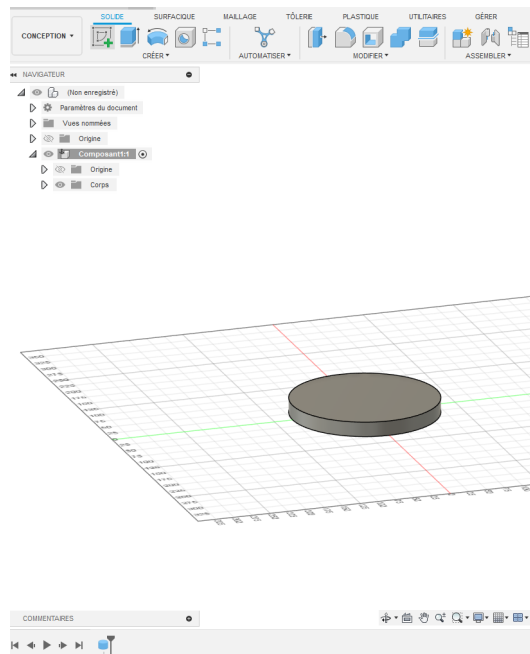 SOLIDE SURFACIQUE MAILLAGE TÔLERIE PLASTIQUE UTILITAIRES GÉRER
CONCEPTION ▾
CRÉER ▾ AUTOMATISER ▾ MODIFIER ▾ ASSEMBLER ▾
NAVIGATEUR
(Non enregistré)
Paramètres du document
Vues nommées
Origine
Composant1:1
Origine
Corps
COMMENTAIRES